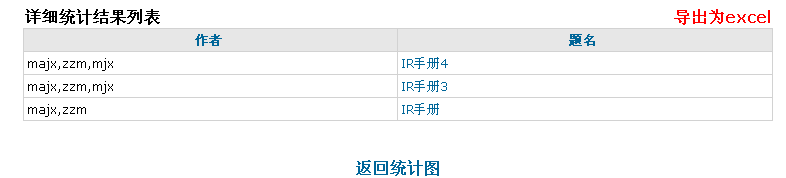 详细统计结果列表 导出为excel
作者 题名
majx,zzm,mjx IR手册4
majx,zzm,mjx IR手册3
majx,zzm IR手册
返回统计图